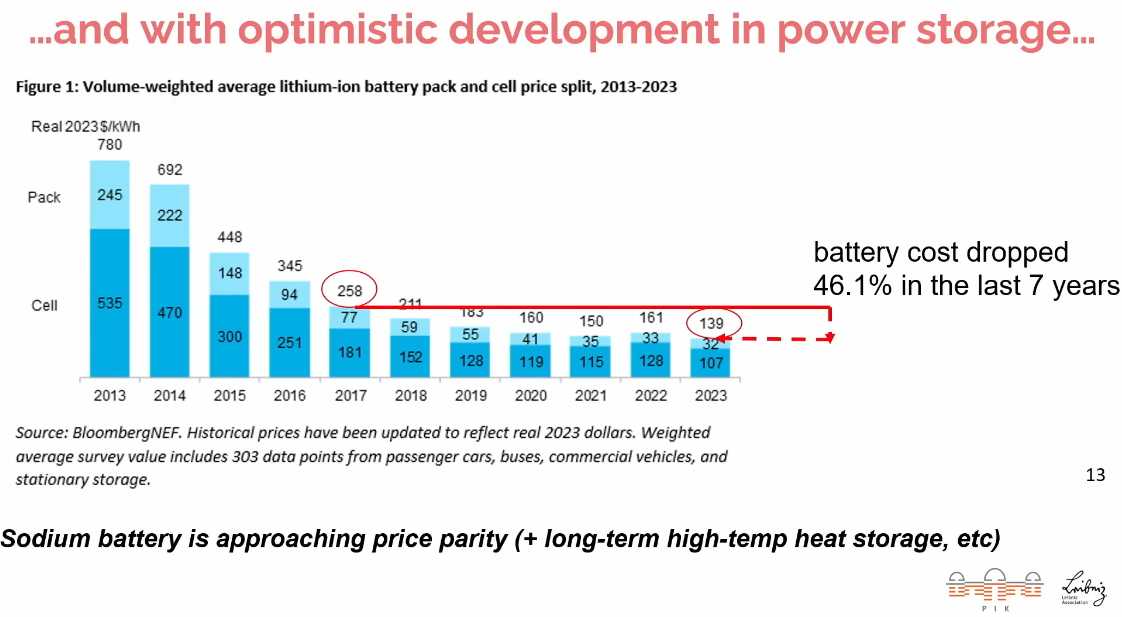 …and with optimistic development in power storage…
Figure 1: Volume-weighted average lithium-ion battery pack and cell price split, 2013-2023
Real 2023$/kWh
780
692
448
345
258
211
183
160
150
161
139
Pack
245
222
148
94
77
59
55
41
35
33
32
Cell
535
470
300
251
181
152
128
119
115
128
107
2013 2014 2015 2016 2017 2018 2019 2020 2021 2022 2023
battery cost dropped
46.1% in the last 7 years
Source: BloombergNEF. Historical prices have been updated to reflect real 2023 dollars. Weighted
average survey value includes 303 data points from passenger cars, buses, commercial vehicles, and
stationary storage.
13
Sodium battery is approaching price parity (+ long-term high-temp heat storage, etc)
P I K
Leibniz
Leibniz
Association